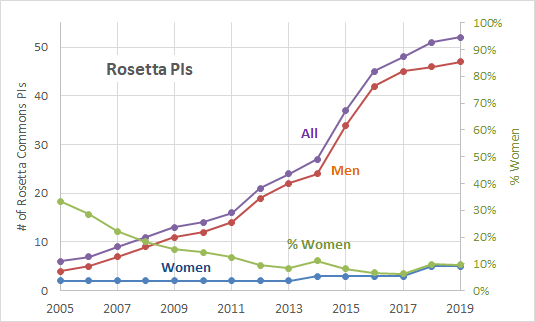 Rosetta PIs
# of Rosetta Commons PIs
50
40
30
20
10
0
100%
90%
80%
70%
60%
50%
40%
30%
20%
10%
0%
% Women
All
Men
% Women
Women
2005 2007 2009 2011 2013 2015 2017 2019